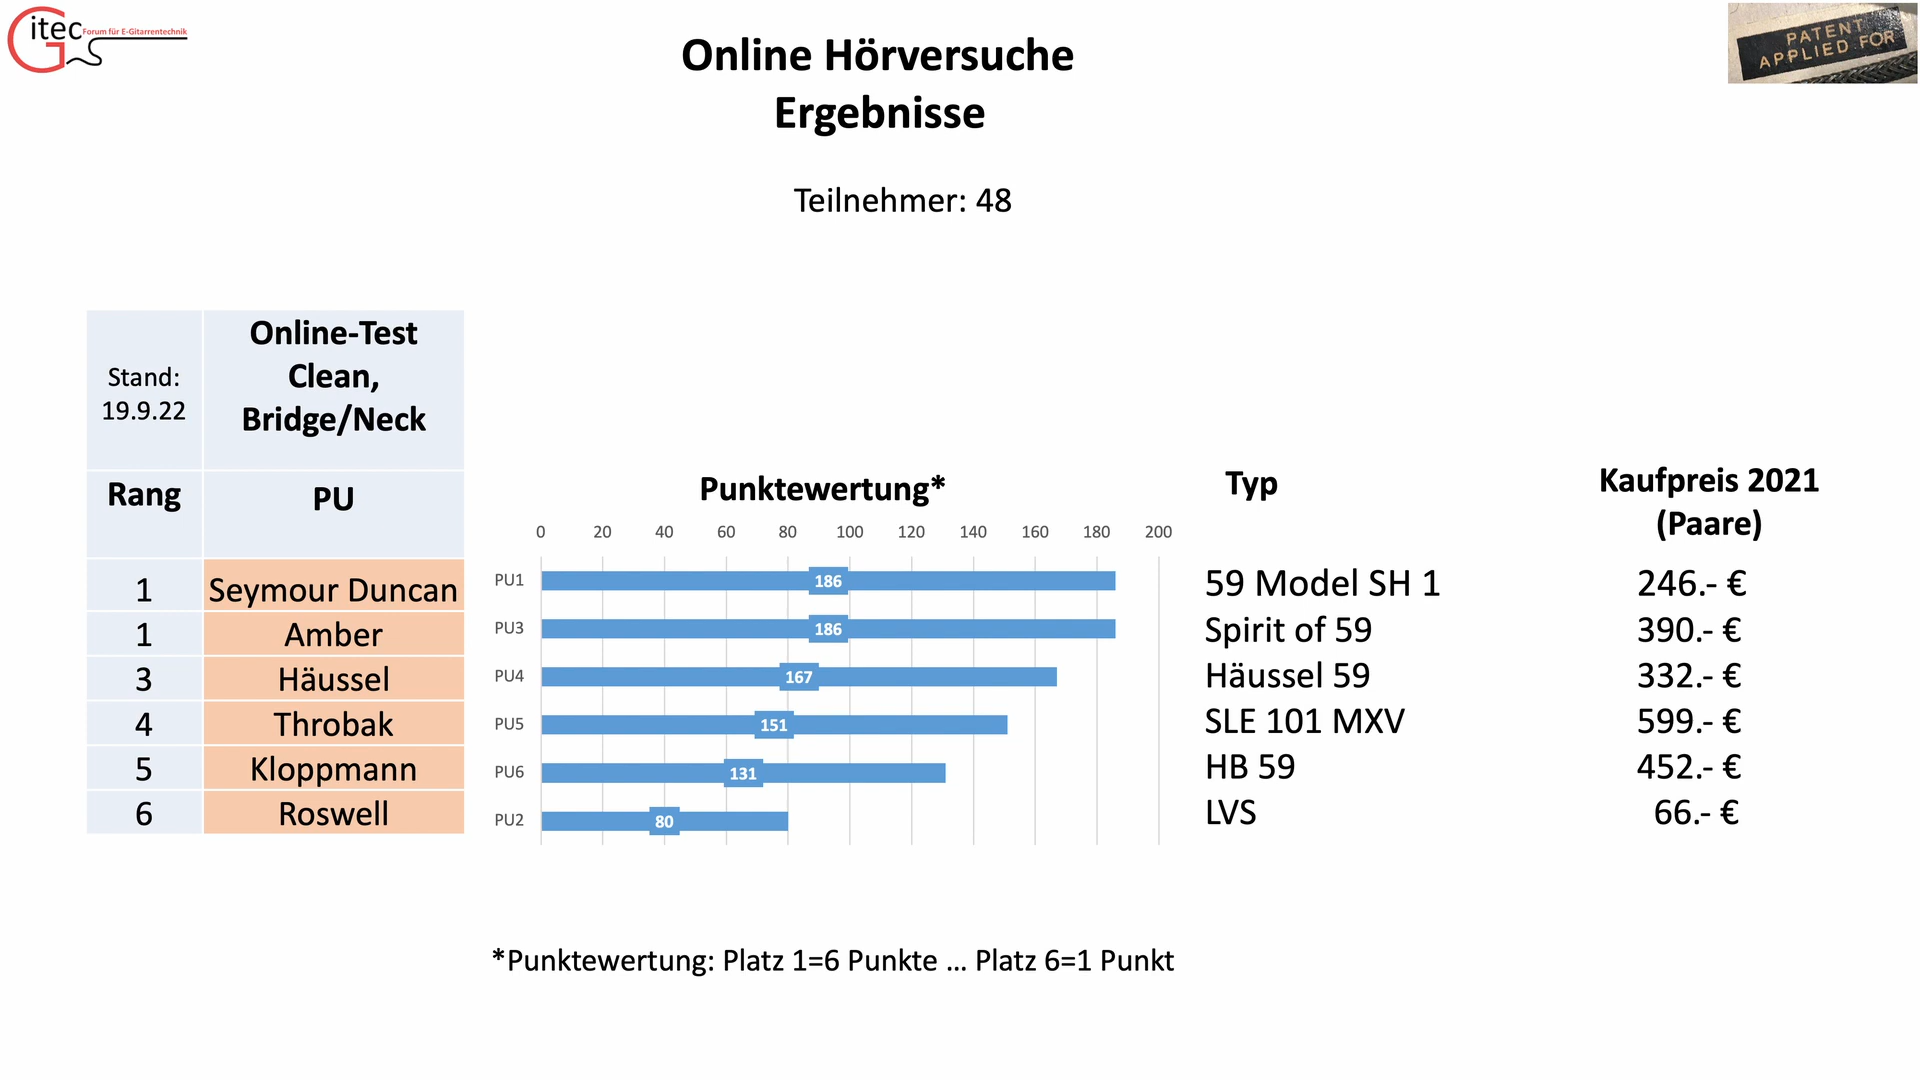 Gitec Forum für E-Gitarrentechnik
PATENT
APPLIED FOR
Online Hörversuche
Ergebnisse
Teilnehmer: 48
Stand:
19.9.22
Online-Test
Clean,
Bridge/Neck
Rang PU Punktewertung* Typ Kaufpreis 2021
(Paare)
0 20 40 60 80 100 120 140 160 180 200
1 Seymour Duncan PU1 186 59 Model SH 1 246.- €
1 Amber PU3 186 Spirit of 59 390.- €
3 Häussel PU4 167 Häussel 59 332.- €
4 Throbak PU5 151 SLE 101 MXV 599.- €
5 Kloppmann PU6 131 HB 59 452.- €
6 Roswell PU2 80 LVS 66.- €
*Punktewertung: Platz 1=6 Punkte ... Platz 6=1 Punkt